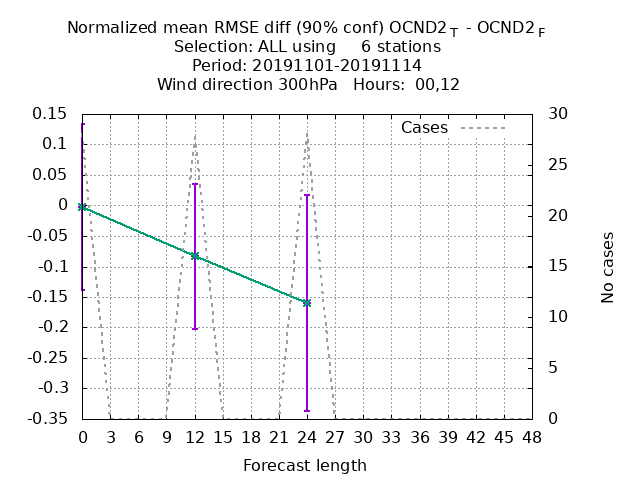 Normalized mean RMSE diff (90% conf) OCND2 T - OCND2 F
Selection: ALL using 6 stations
Period: 20191101-20191114
Wind direction 300hPa Hours: 00,12
Cases
0.15
0.1
0.05
0
-0.05
-0.1
-0.15
-0.2
-0.25
-0.3
-0.35
30
25
20
15
10
5
0
No cases
0 3 6 9 12 15 18 21 24 27 30 33 36 39 42 45 48
Forecast length